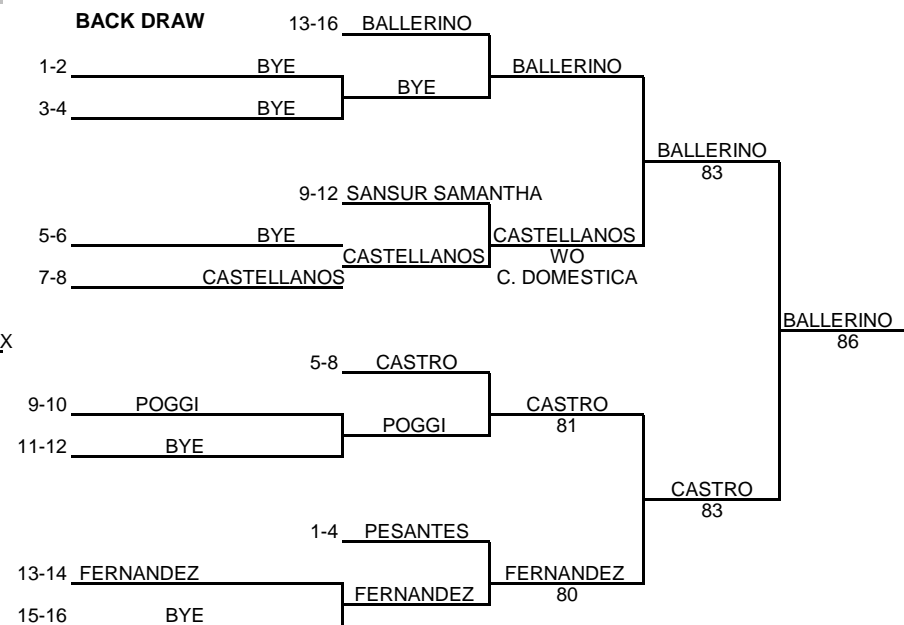 BACK DRAW
13-16 BALLERINO
1-2 BYE BALLERINO
BYE
3-4 BYE
BALLERINO
83
9-12 SANSUR SAMANTHA
5-6 BYE CASTELLANOS
CASTELLANOS WO
7-8 CASTELLANOS C. DOMESTICA
BALLERINO
X 86
5-8 CASTRO
9-10 POGGI CASTRO
POGGI 81
11-12 BYE
CASTRO
83
1-4 PESANTES
13-14 FERNANDEZ FERNANDEZ
FERNANDEZ 80
15-16 BYE